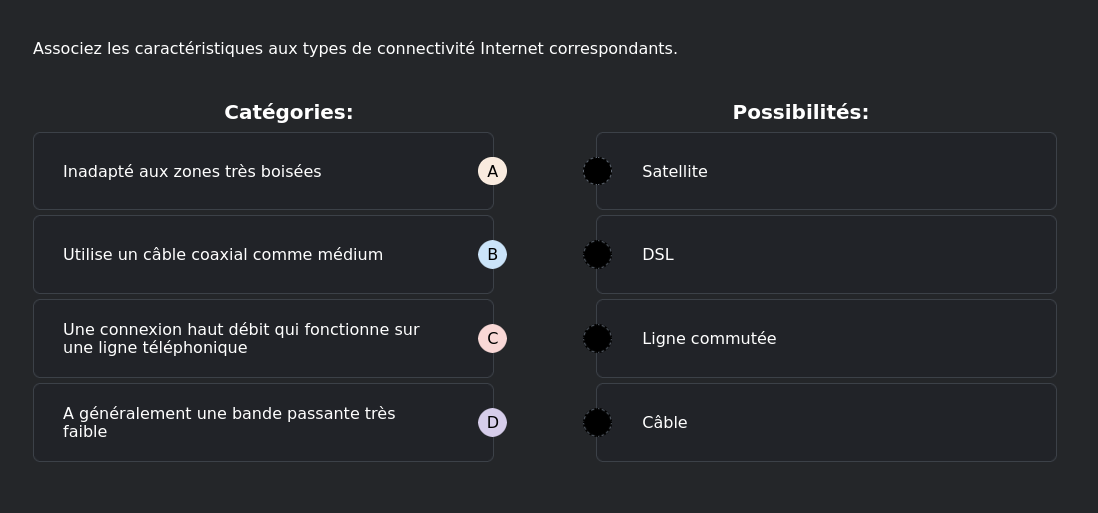 Associez les caractéristiques aux types de connectivité Internet correspondants.
Catégories:
Possibilités:
Inadapté aux zones très boisées
A
Satellite
Utilise un câble coaxial comme médium
B
DSL
Une connexion haut débit qui fonctionne sur
une ligne téléphonique
C
Ligne commutée
A généralement une bande passante très
faible
D
Câble